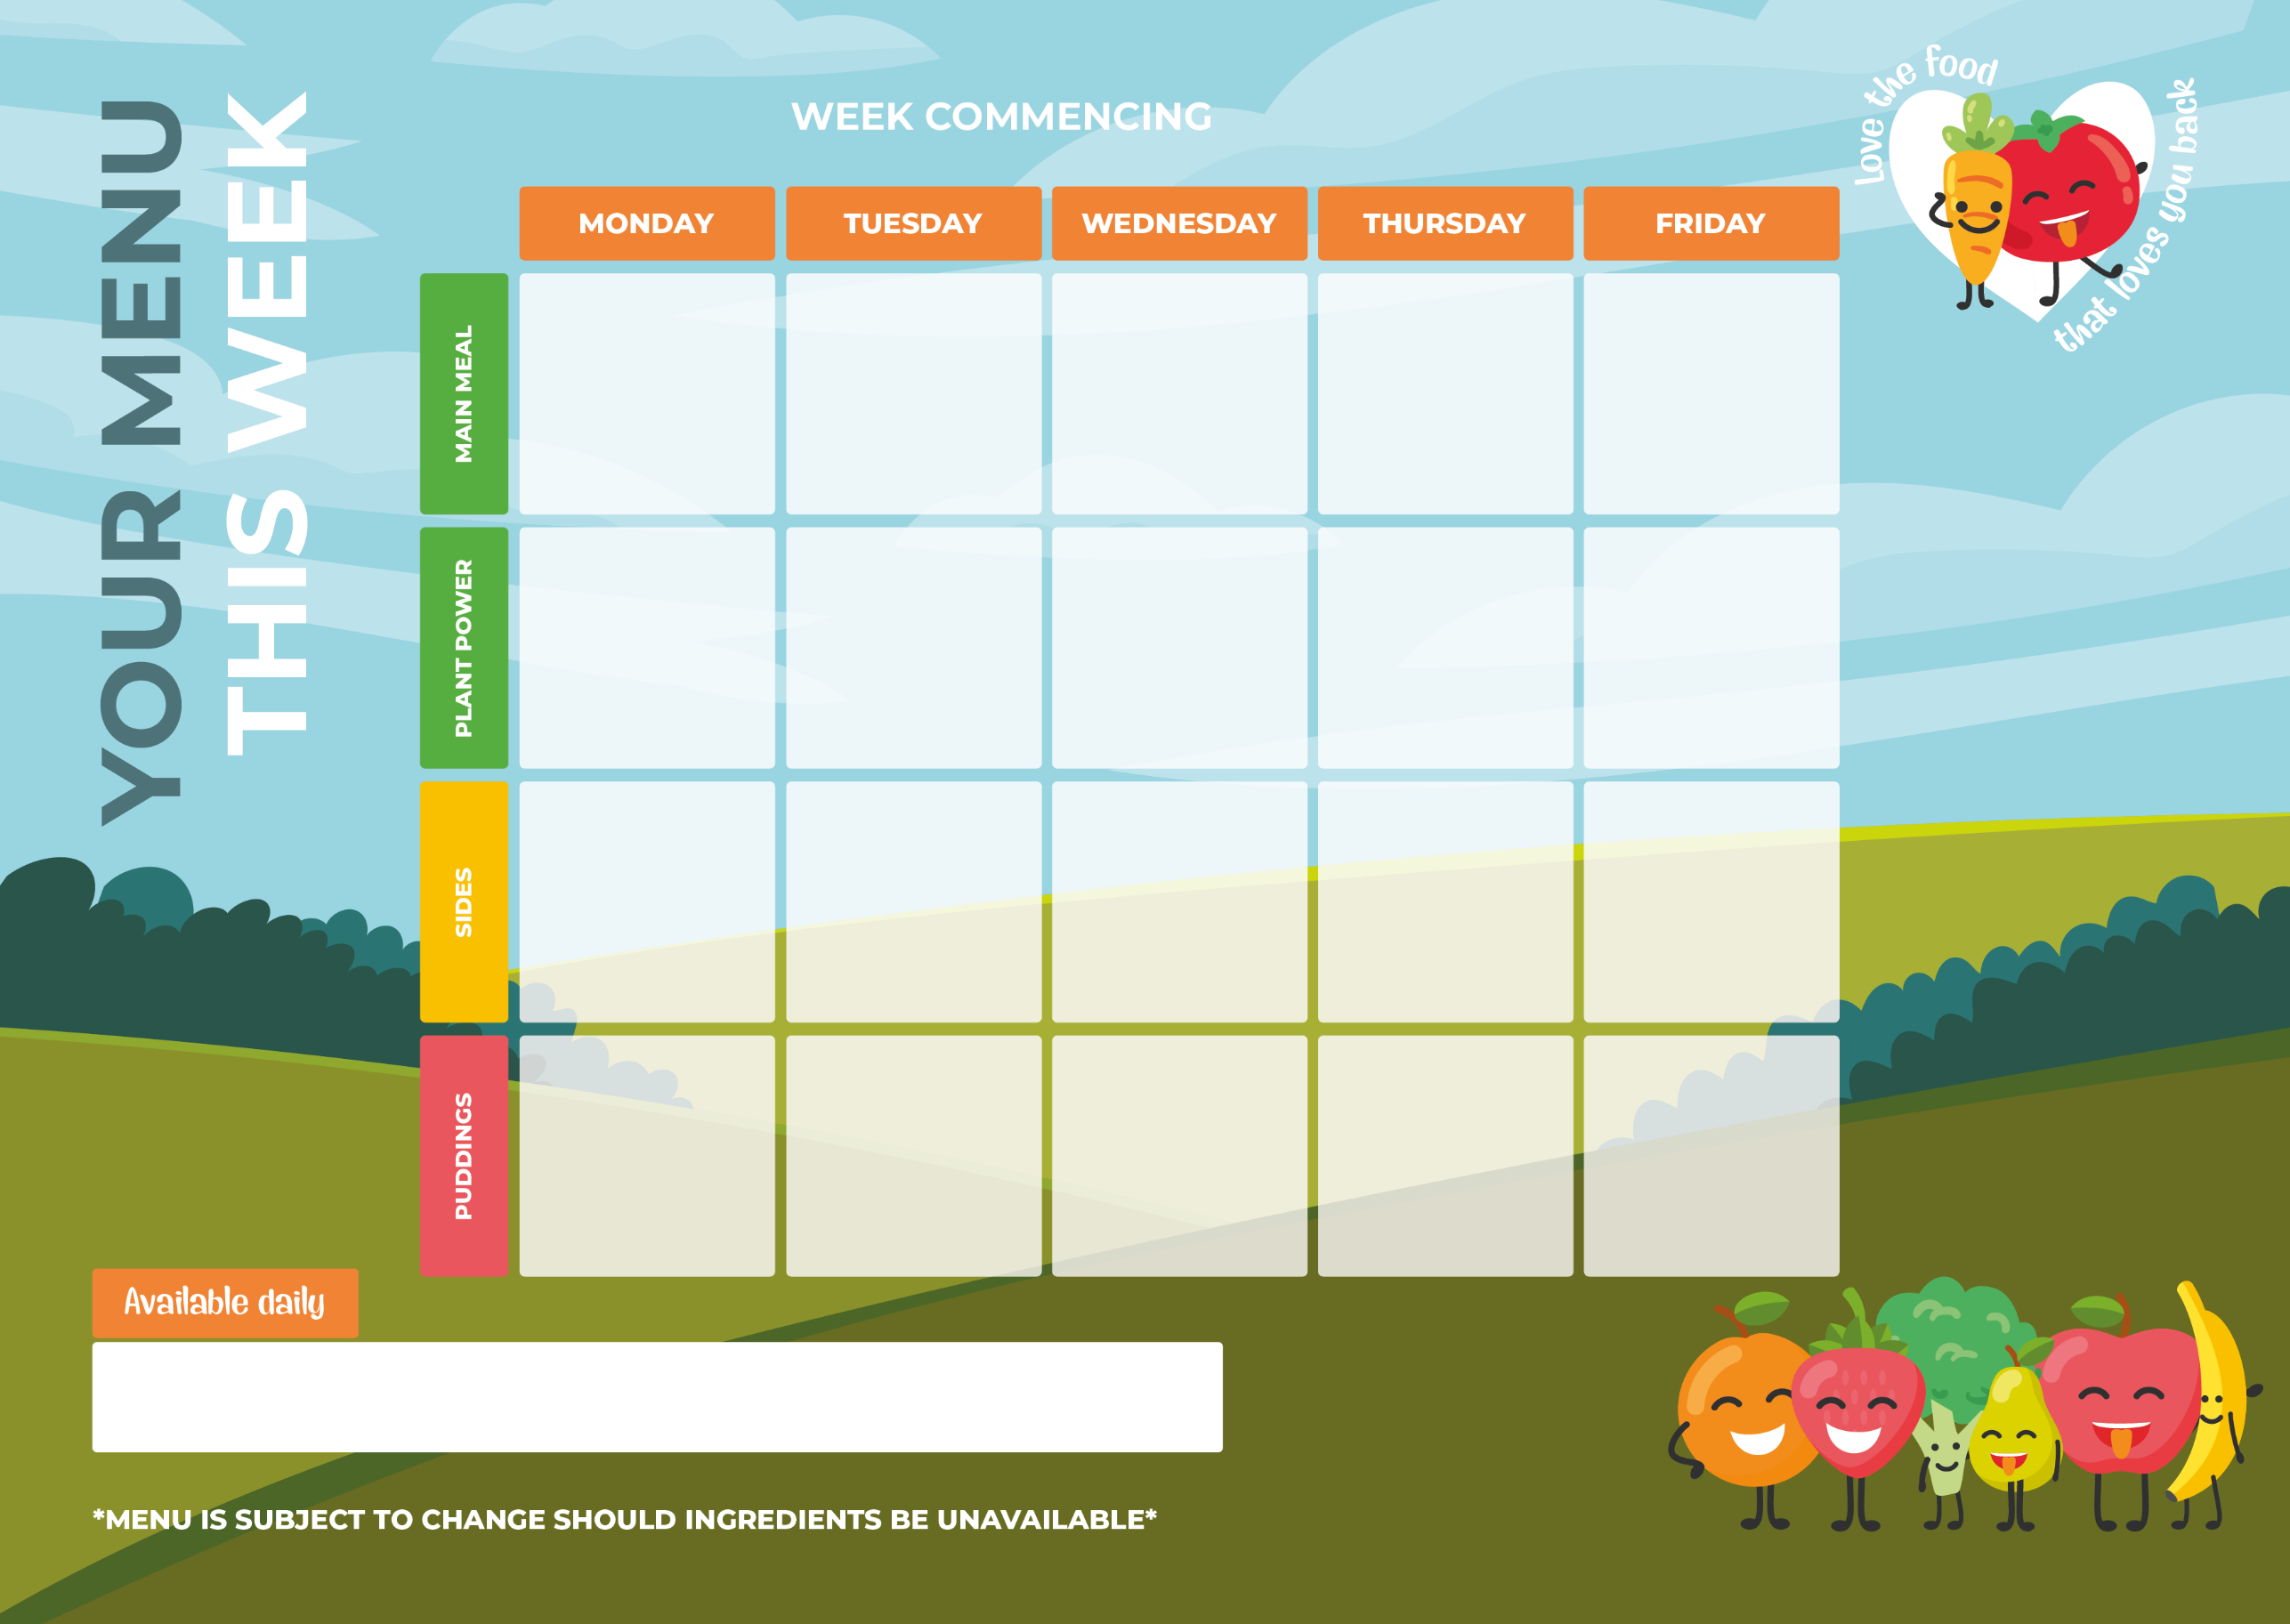 YOUR MENU
THIS WEEK
WEEK COMMENCING
Love the food
that loves you back
MONDAY
TUESDAY
WEDNESDAY
THURSDAY
FRIDAY
MAIN MEAL
PLANT POWER
SIDES
PUDDINGS
Available daily
*MENU IS SUBJECT TO CHANGE SHOULD INGREDIENTS BE UNAVAILABLE*